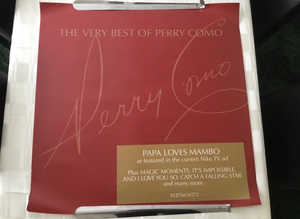 THE VERY BEST OF PERRY COMO
Perry Como
PAPA LOVES MAMBO
as featured in the current Nike TV ad
Plus MAGIC MOMENTS, IT'S IMPOSSIBLE,
AND I LOVE YOU SO, CATCH A FALLING STAR
and many more.